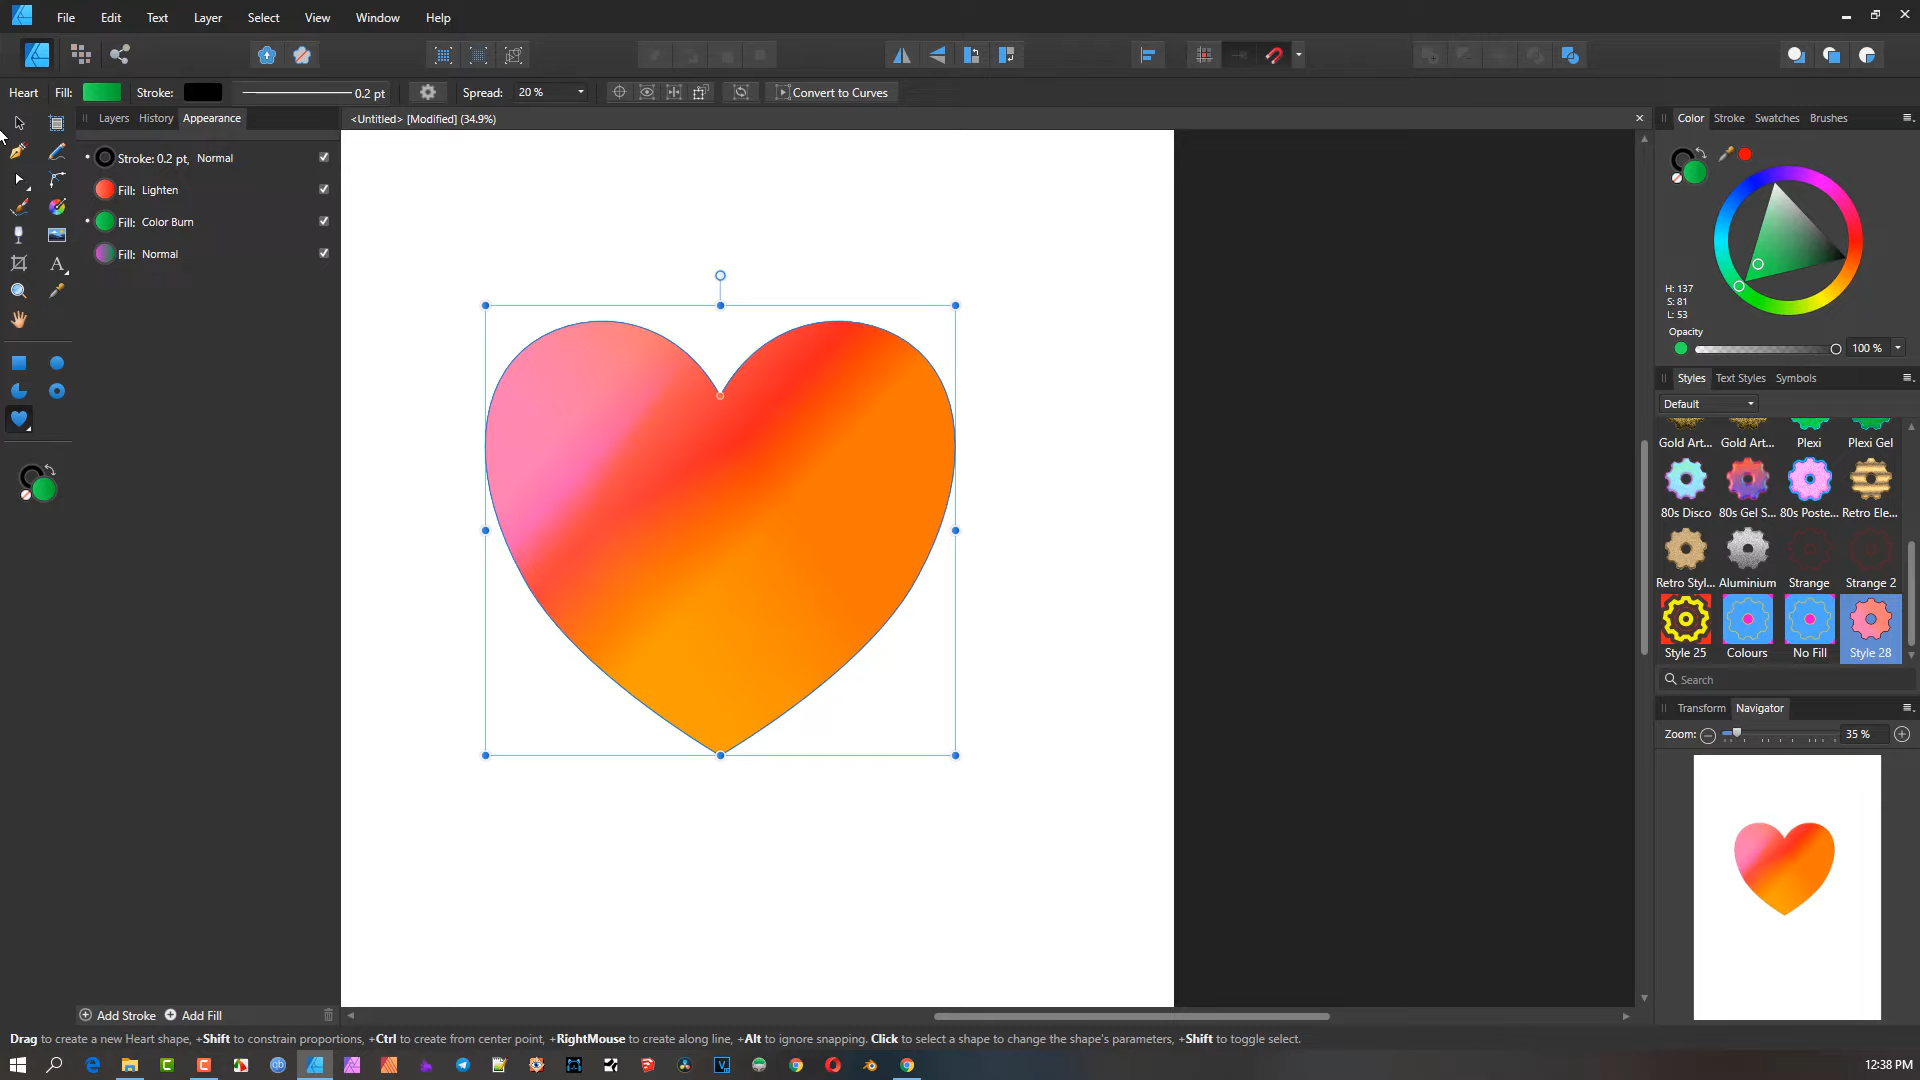 File Edit Text Layer Select View Window Help
Heart Fill: Stroke: 0.2 pt Spread: 20 % Convert to Curves
Layers History Appearance
<Untitled> [Modified] (34.9%)
Color Stroke Swatches Brushes
Stroke: 0.2 pt, Normal
Fill: Lighten
Fill: Color Burn
Fill: Normal
A
H: 137
S: 81
L: 53
Opacity
100 %
Styles Text Styles Symbols
Default
Gold Art... Gold Art... Plexi Plexi Gel
80s Disco 80s Gel S... 80s Poste... Retro Ele...
Retro Styl... Aluminium Strange Strange 2
Style 25 Colours No Fill Style 28
Search
Transform Navigator
Zoom: 35 %
Add Stroke Add Fill
Drag to create a new Heart shape, +Shift to constrain proportions, +Ctrl to create from center point, +RightMouse to create along line, +Alt to ignore snapping. Click to select a shape to change the shape's parameters, +Shift to toggle select.
12:38 PM